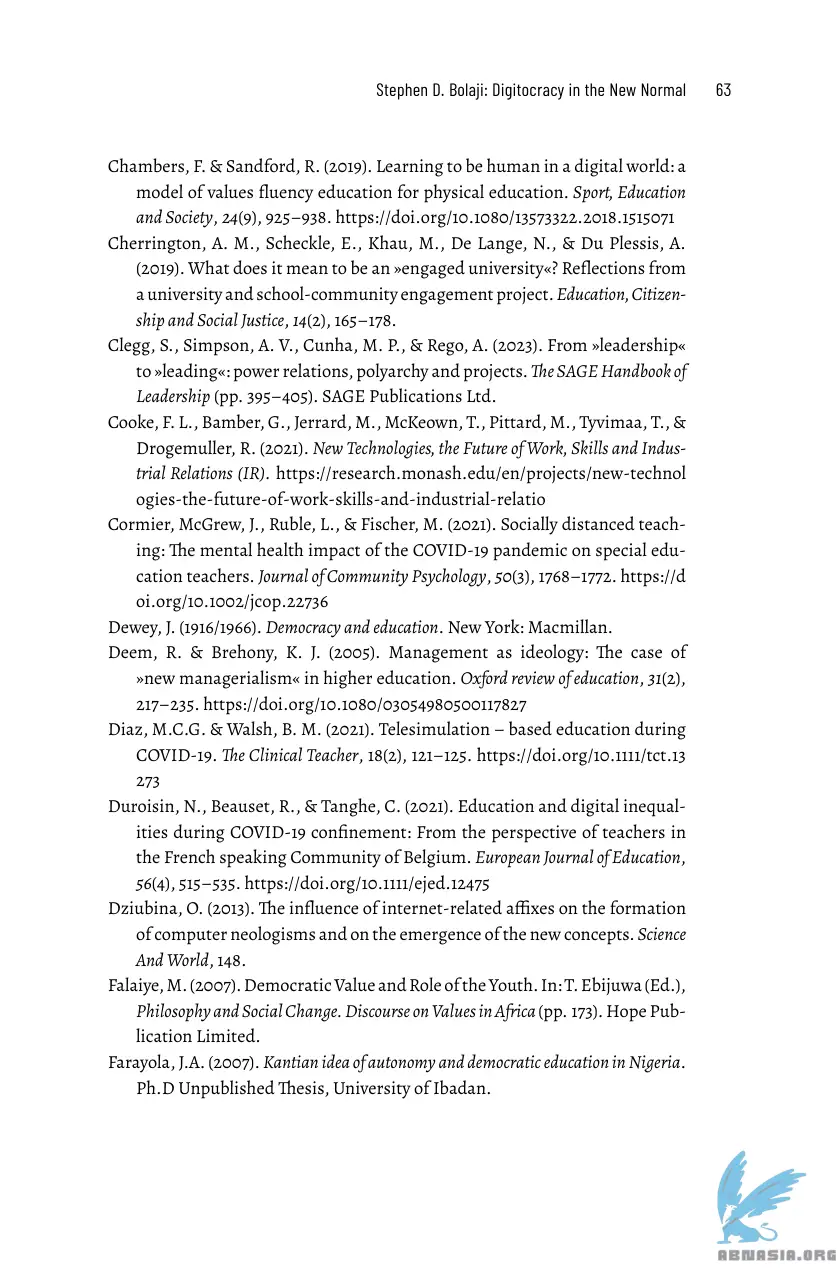 Stephen D. Bolaji: Digitocracy in the New Normal 63
Chambers, F. & Sandford, R. (2019). Learning to be human in a digital world: a
model of values fluency education for physical education. Sport, Education
and Society, 24(9), 925–938. https://doi.org/10.1080/13573322.2018.1515071
Cherrington, A. M., Scheckle, E., Khau, M., De Lange, N., & Du Plessis, A.
(2019). What does it mean to be an »engaged university«? Reflections from
a university and school-community engagement project. Education, Citizen-
ship and Social Justice, 14(2), 165–178.
Clegg, S., Simpson, A. V., Cunha, M. P., & Rego, A. (2023). From »leadership«
to »leading«: power relations, polyarchy and projects. The SAGE Handbook of
Leadership (pp. 395–405). SAGE Publications Ltd.
Cooke, F. L., Bamber, G., Jerrard, M., McKeown, T., Pittard, M., Tyvimaa, T., &
Drogemuller, R. (2021). New Technologies, the Future of Work, Skills and Indus-
trial Relations (IR). https://research.monash.edu/en/projects/new-technol
ogies-the-future-of-work-skills-and-industrial-relatio
Cormier, McGrew, J., Ruble, L., & Fischer, M. (2021). Socially distanced teach-
ing: The mental health impact of the COVID-19 pandemic on special edu-
cation teachers. Journal of Community Psychology, 50(3), 1768–1772. https://d
oi.org/10.1002/jcop.22736
Dewey, J. (1916/1966). Democracy and education. New York: Macmillan.
Deem, R. & Brehony, K. J. (2005). Management as ideology: The case of
»new managerialism« in higher education. Oxford review of education, 31(2),
217–235. https://doi.org/10.1080/03054980500117827
Diaz, M.C.G. & Walsh, B. M. (2021). Telesimulation – based education during
COVID-19. The Clinical Teacher, 18(2), 121–125. https://doi.org/10.1111/tct.13
273
Duroisin, N., Beauset, R., & Tanghe, C. (2021). Education and digital inequal-
ities during COVID-19 confinement: From the perspective of teachers in
the French speaking Community of Belgium. European Journal of Education,
56(4), 515–535. https://doi.org/10.1111/ejed.12475
Dziubina, O. (2013). The influence of internet-related affixes on the formation
of computer neologisms and on the emergence of the new concepts. Science
And World, 148.
Falaiye, M. (2007). Democratic Value and Role of the Youth. In: T. Ebijuwa (Ed.),
Philosophy and Social Change. Discourse on Values in Africa (pp. 173). Hope Pub-
lication Limited.
Farayola, J.A. (2007). Kantian idea of autonomy and democratic education in Nigeria.
Ph.D Unpublished Thesis, University of Ibadan.
ABNASIA.ORG